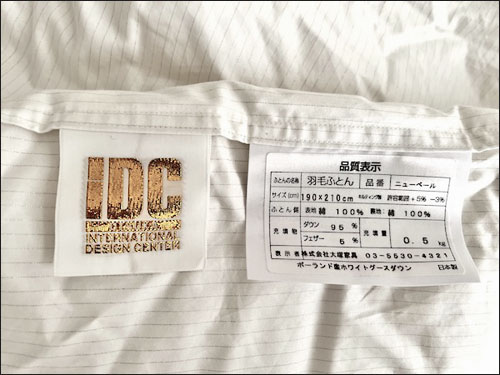 IDC
INTERNATIONAL
DESIGN CENTER
品質表示
ふとんの名称 羽毛ふとん 品番 ニューベール
サイズ(cm) 190×210cm 許容範囲+5% -3%
ふとん側 表地:綿 100% 裏地:綿 100%
充填物 ダウン 95% 充填量 0.5kg
フェザー 5%
表示者 株式会社大塚家具 03-5530-4321
ポーランド産ホワイトグースダウン 日本製